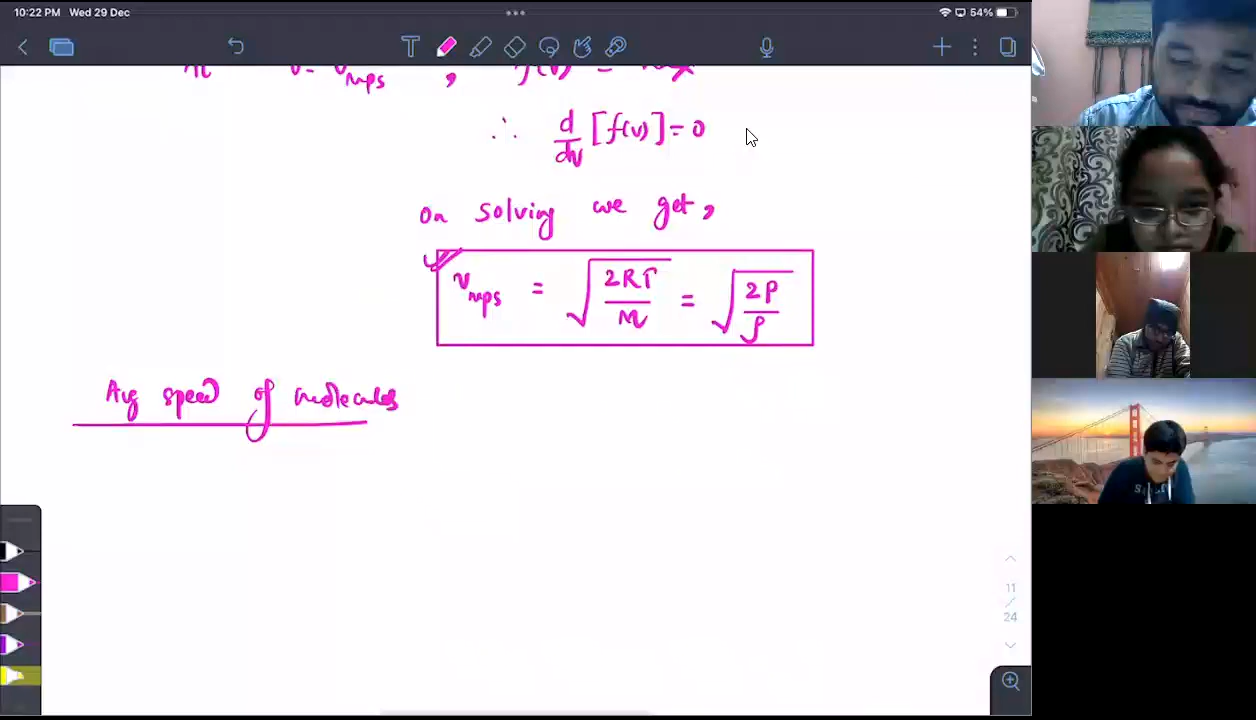 10:22 PM Wed 29 Dec
54%
v = v_mps , f(v) =
∴ d/dv [f(v)] = 0
On solving we get,
v_mps = √(2RT/M) = √(2P/ρ)
Avg speed of molecules
11
/
24